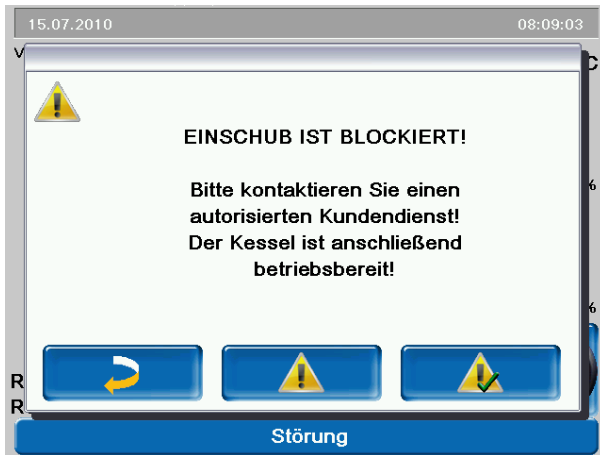 15.07.2010 08:09:03
V
C
EINSCHUB IST BLOCKIERT!
Bitte kontaktieren Sie einen
%
autorisierten Kundendienst!
Der Kessel ist anschließend
betriebsbereit!
%
R
R
Störung